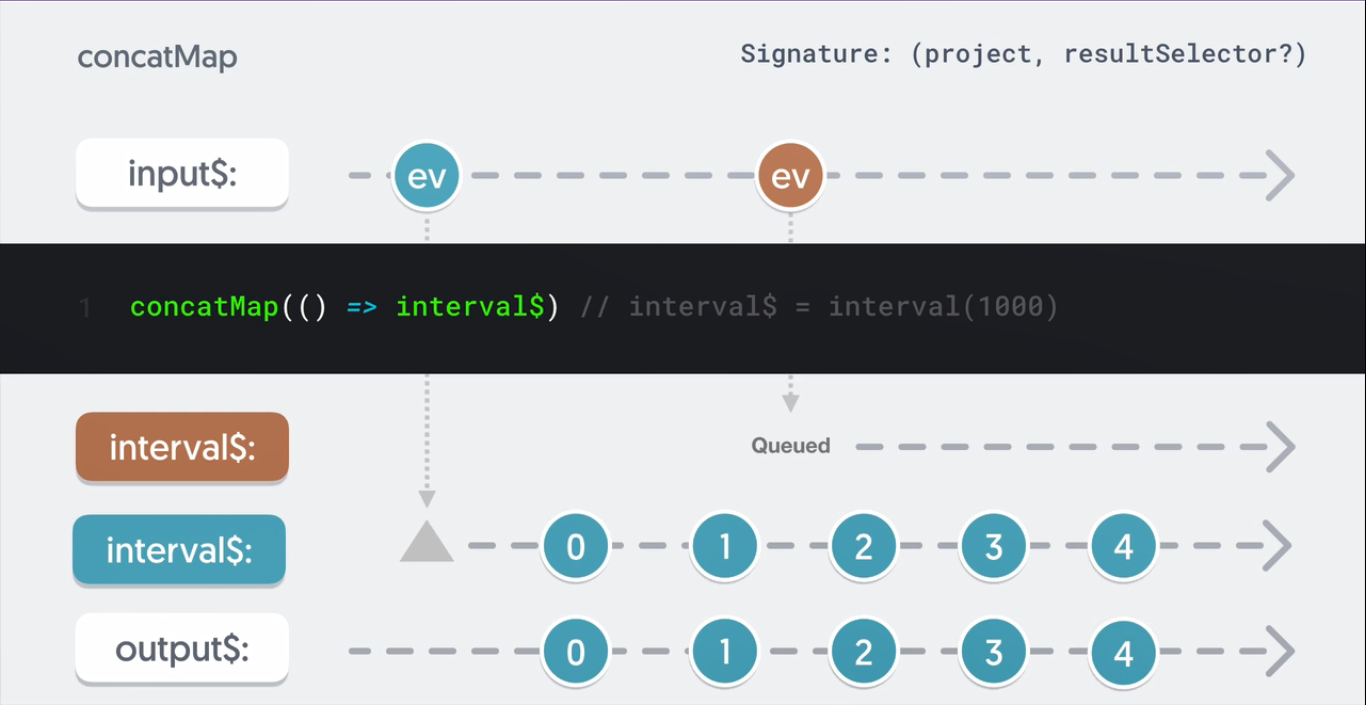 concatMap
Signature: (project, resultSelector?)
input$:
ev
ev
1 concatMap(() => interval$) // interval$ = interval(1000)
interval$:
Queued
interval$:
0 1 2 3 4
output$:
0 1 2 3 4